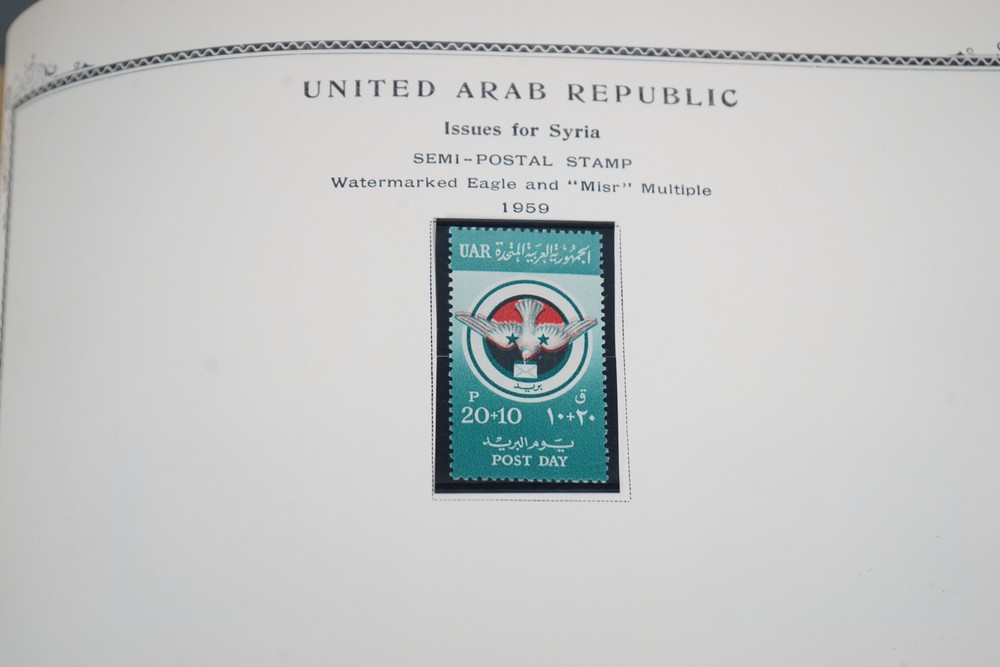 UNITED ARAB REPUBLIC
Issues for Syria
SEMI-POSTAL STAMP
Watermarked Eagle and "Misr" Multiple
1959
UAR الجمهورية العربية المتحدة
بريد
P ق
20+10 ١٠+٢٠
يوم البريد
POST DAY